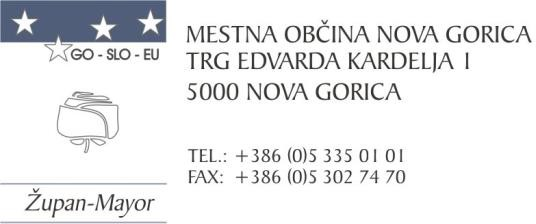 GO - SLO - EU
Župan-Mayor
MESTNA OBČINA NOVA GORICA
TRG EDVARDA KARDELJA 1
5000 NOVA GORICA
TEL.: +386 (0)5 335 01 01
FAX: +386 (0)5 302 74 70